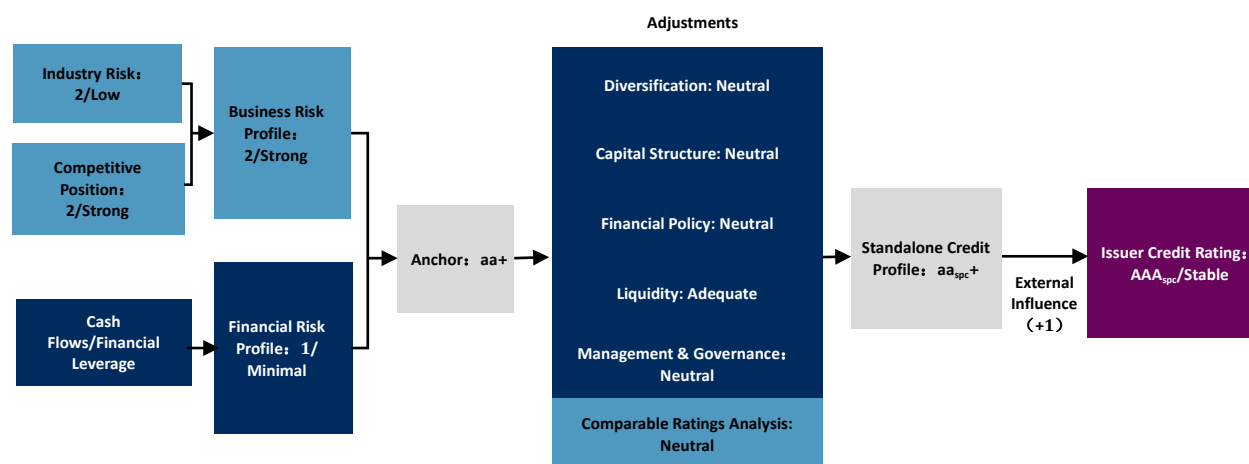 Adjustments
Industry Risk：
2/Low
Competitive
Position：
2/Strong
Business Risk
Profile：
2/Strong
Cash
Flows/Financial
Leverage
Financial Risk
Profile：1/
Minimal
Anchor：aa+
Diversification: Neutral
Capital Structure: Neutral
Financial Policy: Neutral
Liquidity: Adequate
Management & Governance：
Neutral
Comparable Ratings Analysis:
Neutral
Standalone Credit
Profile：aaspc+
External
Influence
（+1）
Issuer Credit Rating：
AAAspc/Stable